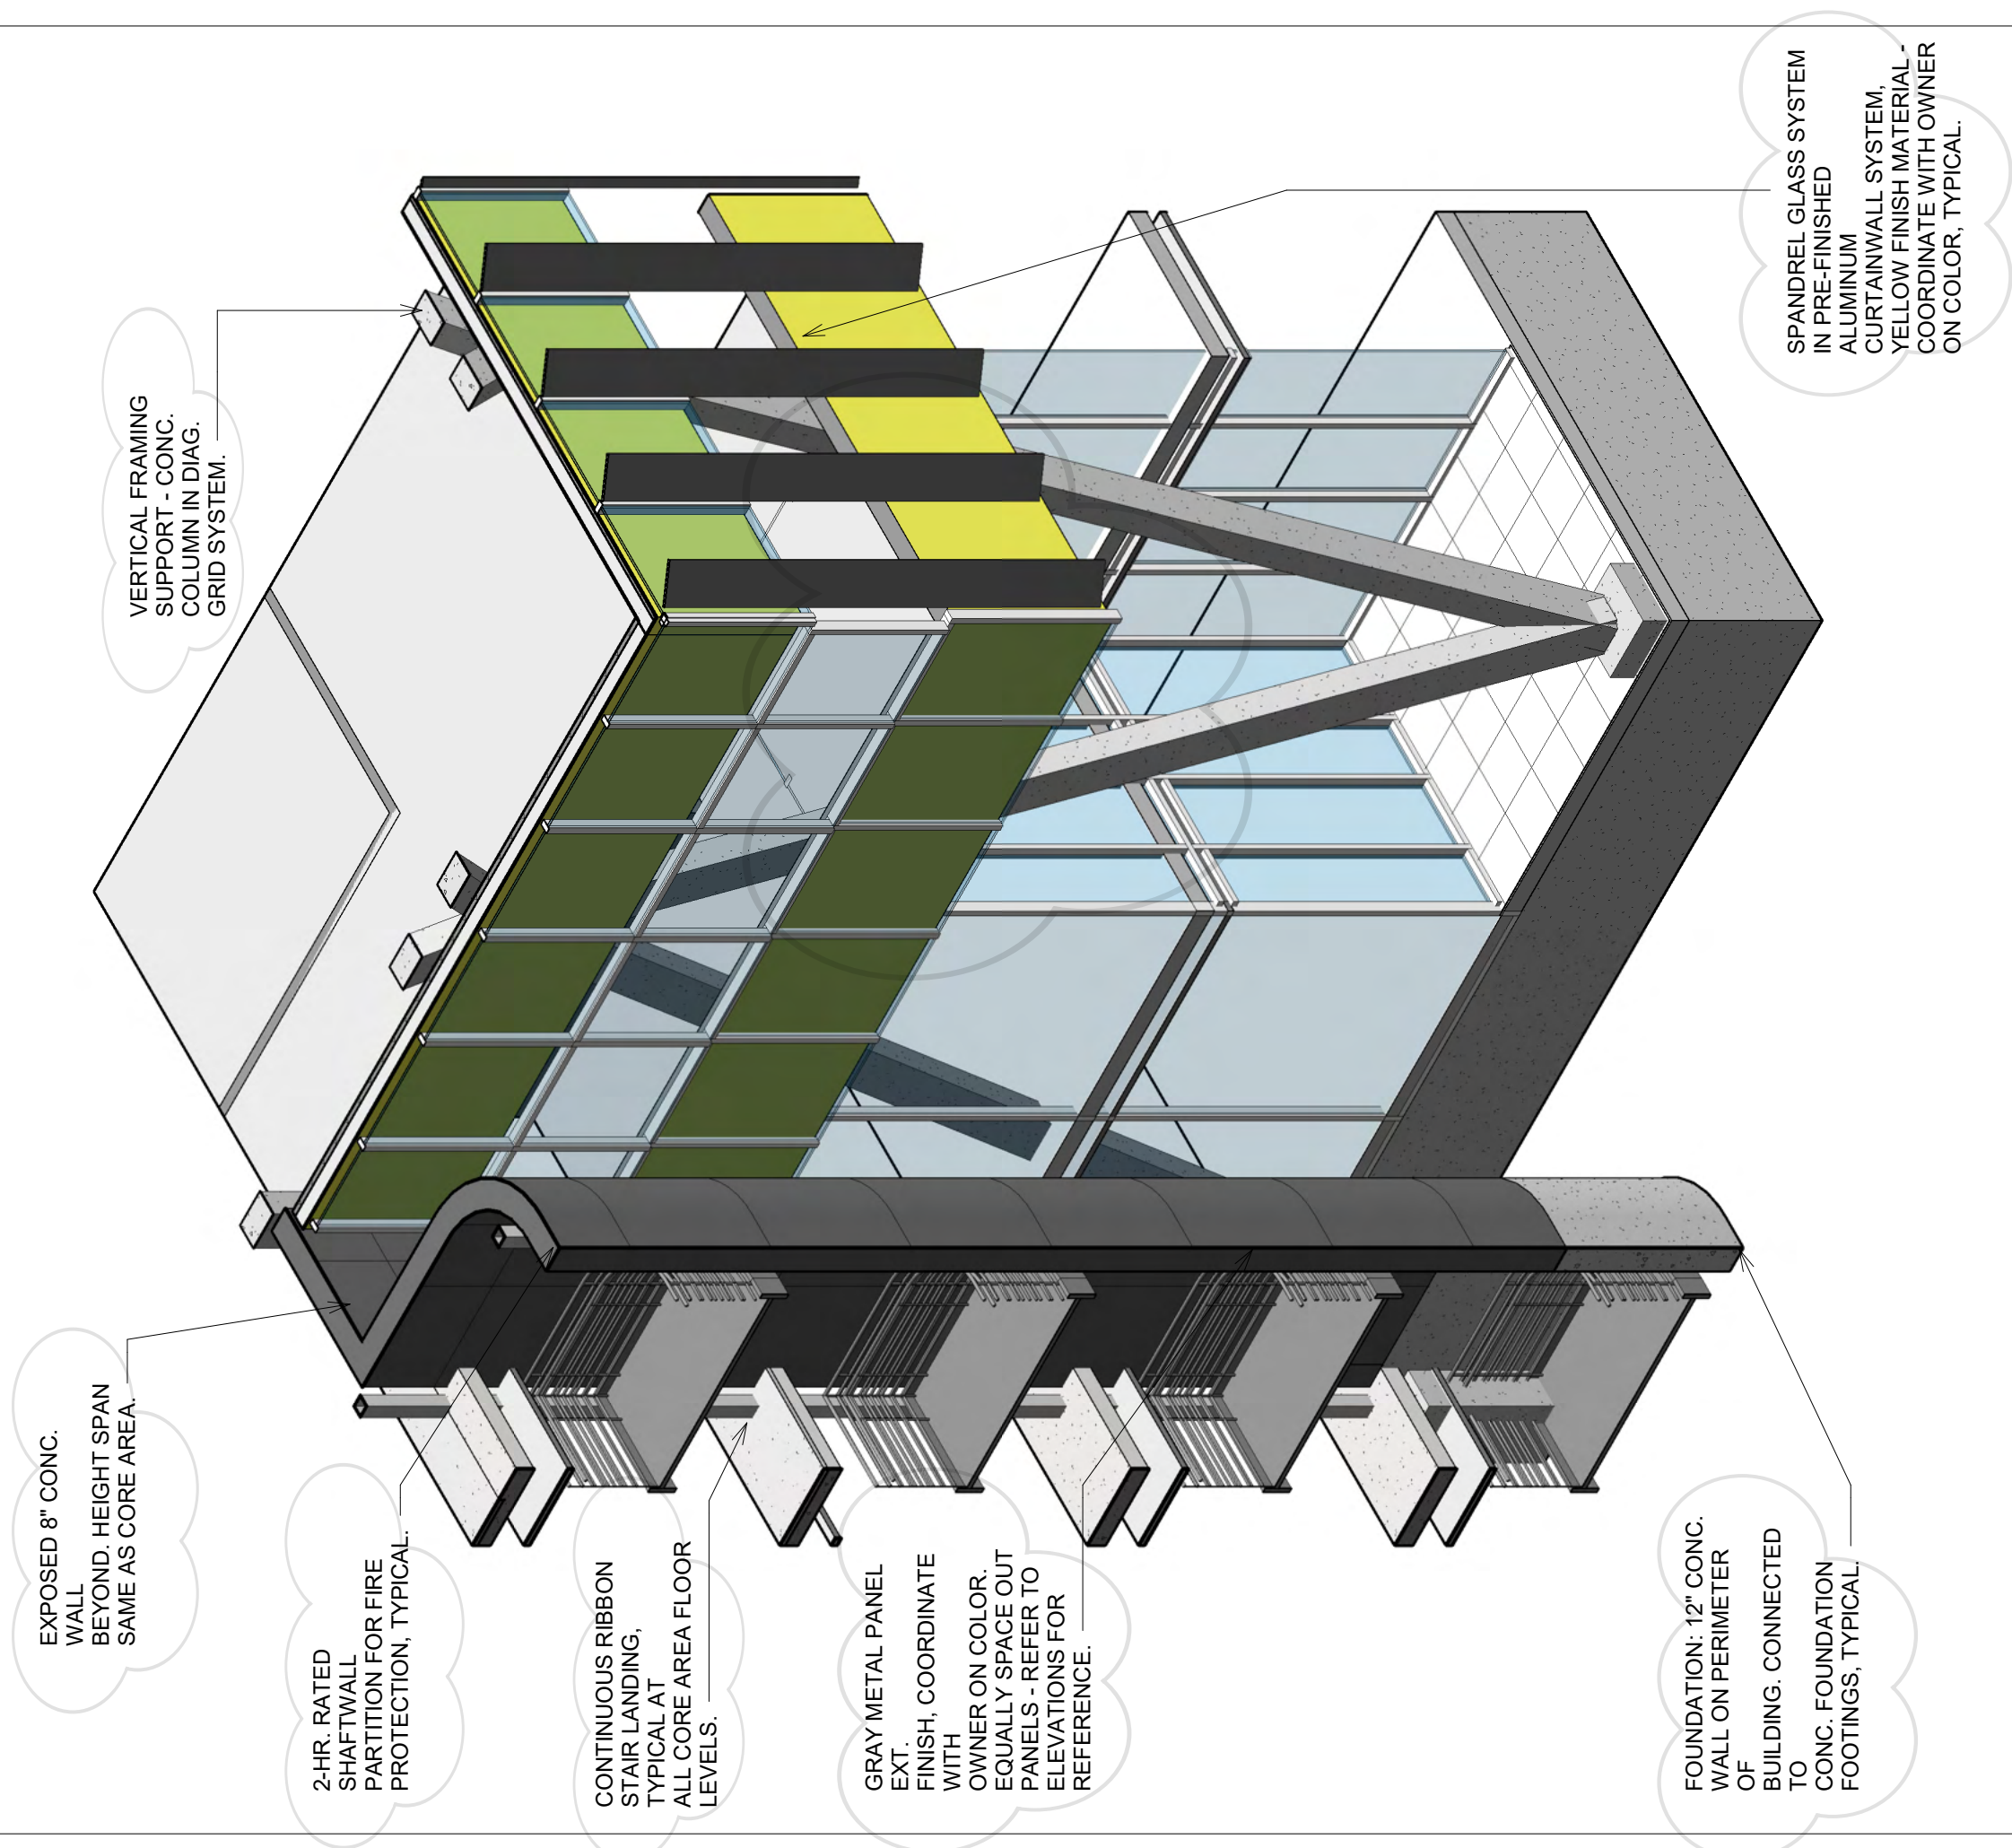 EXPOSED 8" CONC.
WALL
BEYOND. HEIGHT SPAN
SAME AS CORE AREA.
2-HR. RATED
SHAFTWALL
PARTITION FOR FIRE
PROTECTION, TYPICAL.
CONTINUOUS RIBBON
STAIR LANDING,
TYPICAL AT
ALL CORE AREA FLOOR
LEVELS.
GRAY METAL PANEL
EXT.
FINISH, COORDINATE
WITH
OWNER ON COLOR.
EQUALLY SPACE OUT
PANELS - REFER TO
ELEVATIONS FOR
REFERENCE.
FOUNDATION: 12" CONC.
WALL ON PERIMETER
OF
BUILDING. CONNECTED
TO
CONC. FOUNDATION
FOOTINGS, TYPICAL.
VERTICAL FRAMING
SUPPORT - CONC.
COLUMN IN DIAG.
GRID SYSTEM.
SPANDREL GLASS SYSTEM
IN PRE-FINISHED
ALUMINUM
CURTAINWALL SYSTEM,
YELLOW FINISH MATERIAL -
COORDINATE WITH OWNER
ON COLOR, TYPICAL.